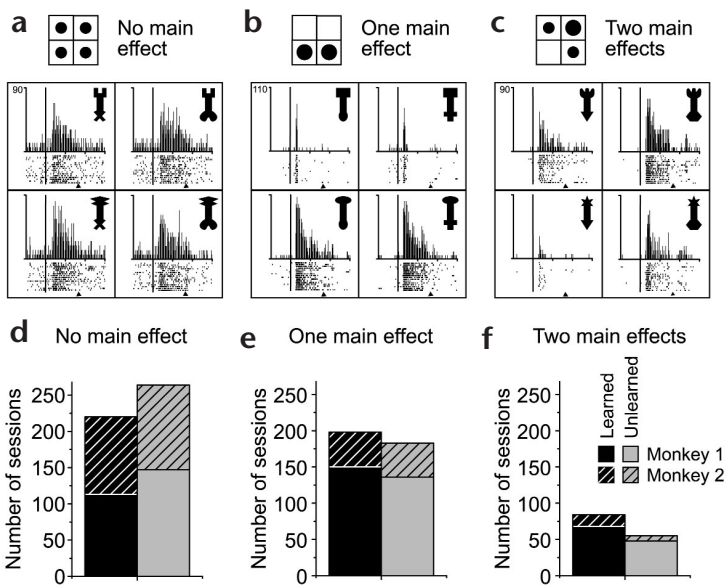 a
No main
effect
b
One main
effect
c
Two main
effects
90
110
90
d No main effect
e One main effect
f Two main effects
Number of sessions
250
200
150
100
50
0
Number of sessions
250
200
150
100
50
0
Number of sessions
250
200
150
100
50
0
Learned
Unlearned
Monkey 1
Monkey 2